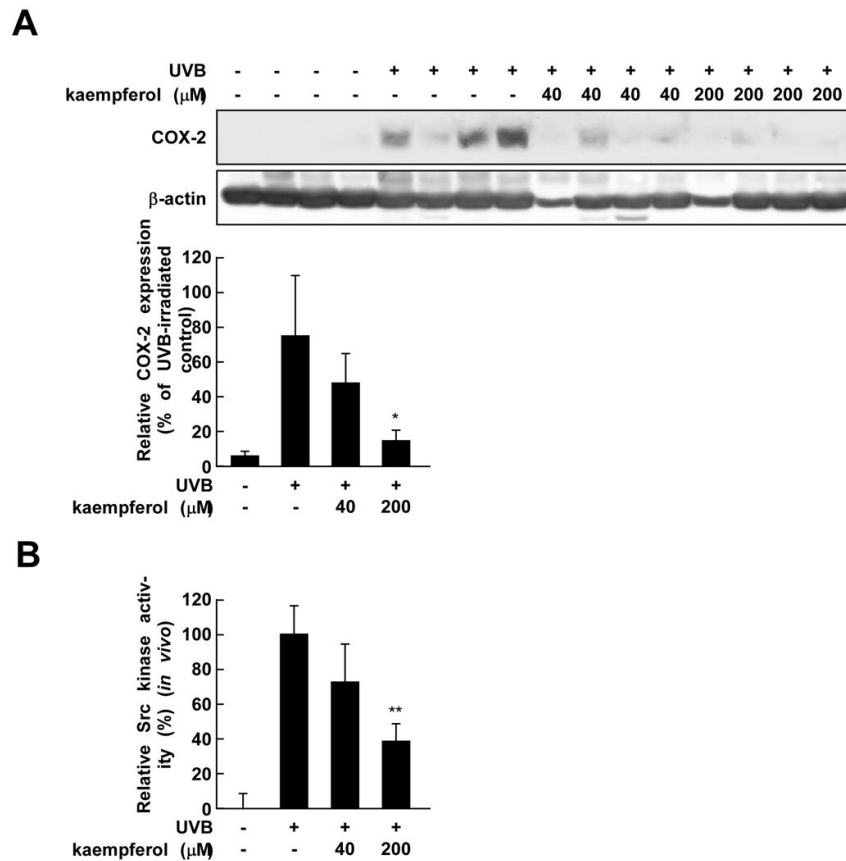 A
UVB - - - - + + + + + + + + + + + +
kaempferol (μM) - - - - - - - - 40 40 40 40 200 200 200 200
COX-2
β-actin
Relative COX-2 expression
(% of UVB-irradiated
control)
120
100
80
60
40
20
0
*
UVB - + + +
kaempferol (μM) - - 40 200
B
Relative Src kinase activ-
ity (%) (in vivo)
120
100
80
60
40
20
0
**
UVB - + + +
kaempferol (μM) - - 40 200